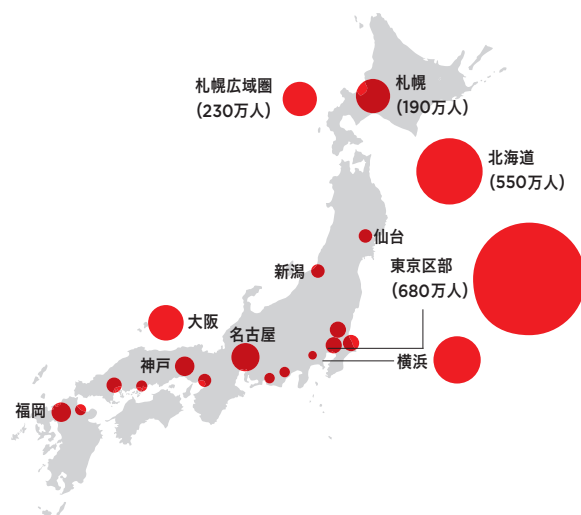 札幌広域圏
(230万人)
札幌
(190万人)
北海道
(550万人)
仙台
新潟
東京区部
(680万人)
大阪
名古屋
神戸
横浜
福岡